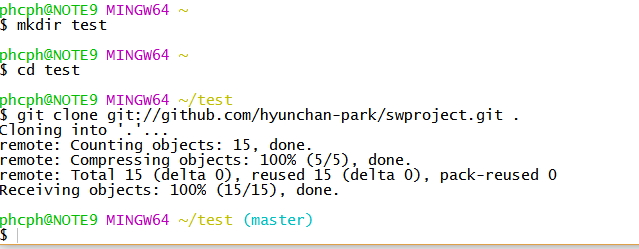 phcph@NOTE9 MINGW64 ~
$ mkdir test
phcph@NOTE9 MINGW64 ~
$ cd test
phcph@NOTE9 MINGW64 ~/test
$ git clone git://github.com/hyunchan-park/swproject.git .
Cloning into '.'...
remote: Counting objects: 15, done.
remote: Compressing objects: 100% (5/5), done.
remote: Total 15 (delta 0), reused 15 (delta 0), pack-reused 0
Receiving objects: 100% (15/15), done.
phcph@NOTE9 MINGW64 ~/test (master)
$